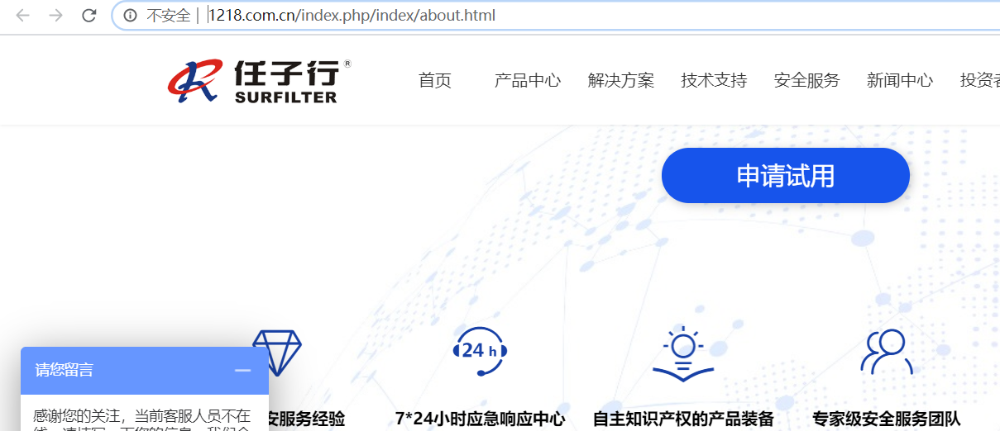 不安全 | 1218.com.cn/index.php/index/about.html
任子行®
SURFILTER
首页 产品中心 解决方案 技术支持 安全服务 新闻中心 投资
申请试用
24 h
请您留言
安服务经验 7*24小时应急响应中心 自主知识产权的产品装备 专家级安全服务团队
感谢您的关注，当前客服人员不在